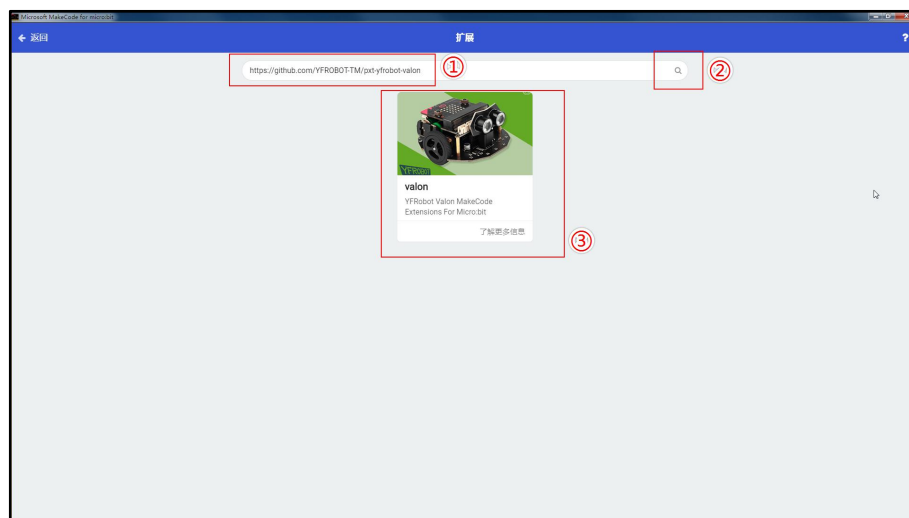 Microsoft MakeCode for micro:bit
返回
扩展
?
https://github.com/YFROBOT-TM/pxt-yfrobot-valon
①
②
YFROBOT
valon
YFRobot Valon MakeCode
Extensions For Micro:bit
了解更多信息
③